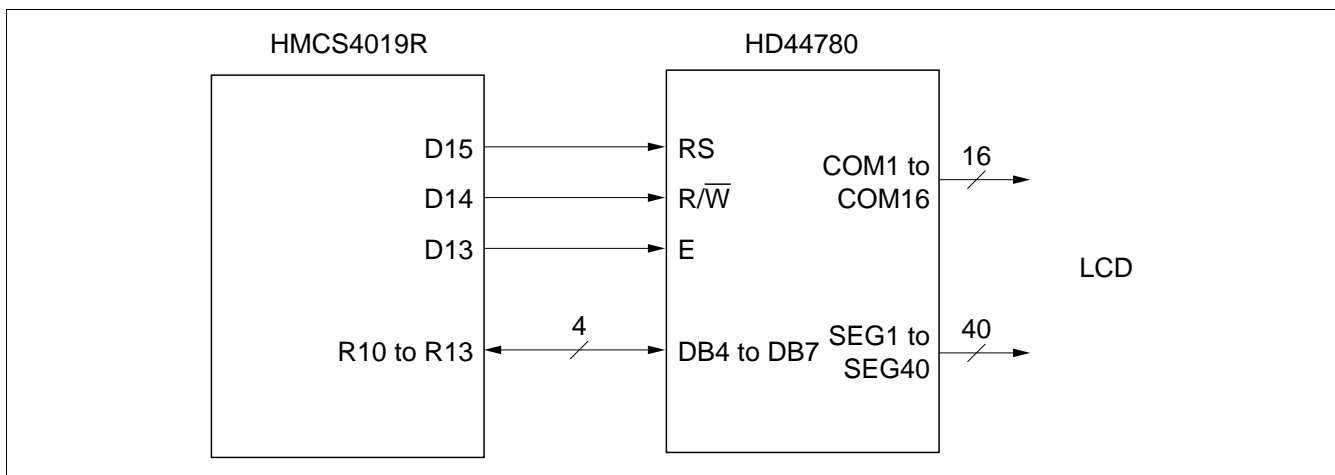 HMCS4019R
HD44780
D15
RS
D14
R/W̅
D13
E
COM1 to
COM16
16
LCD
R10 to R13
4
DB4 to DB7
SEG1 to
SEG40
40